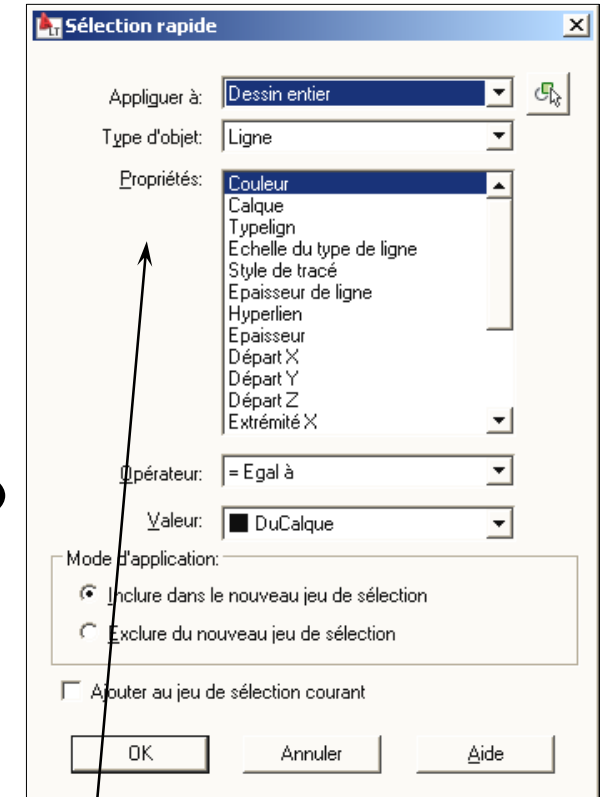 LT Sélection rapide
Appliquer à: Dessin entier
Type d'objet: Ligne
Propriétés: Couleur
Calque
Typelign
Echelle du type de ligne
Style de tracé
Epaisseur de ligne
Hyperlien
Epaisseur
Départ X
Départ Y
Départ Z
Extrémité X
Opérateur: = Egal à
Valeur: DuCalque
Mode d'application:
Inclure dans le nouveau jeu de sélection
Exclure du nouveau jeu de sélection
Ajouter au jeu de sélection courant
OK Annuler Aide